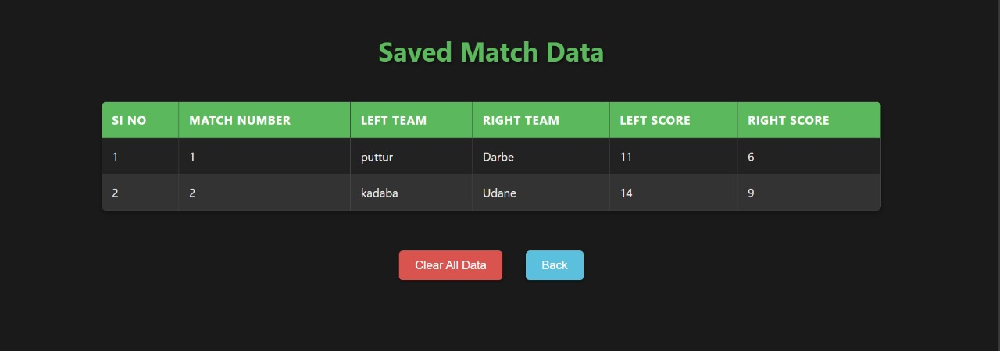 Saved Match Data
SI NO MATCH NUMBER LEFT TEAM RIGHT TEAM LEFT SCORE RIGHT SCORE
1 1 puttur Darbe 11 6
2 2 kadaba Udane 14 9
Clear All Data Back